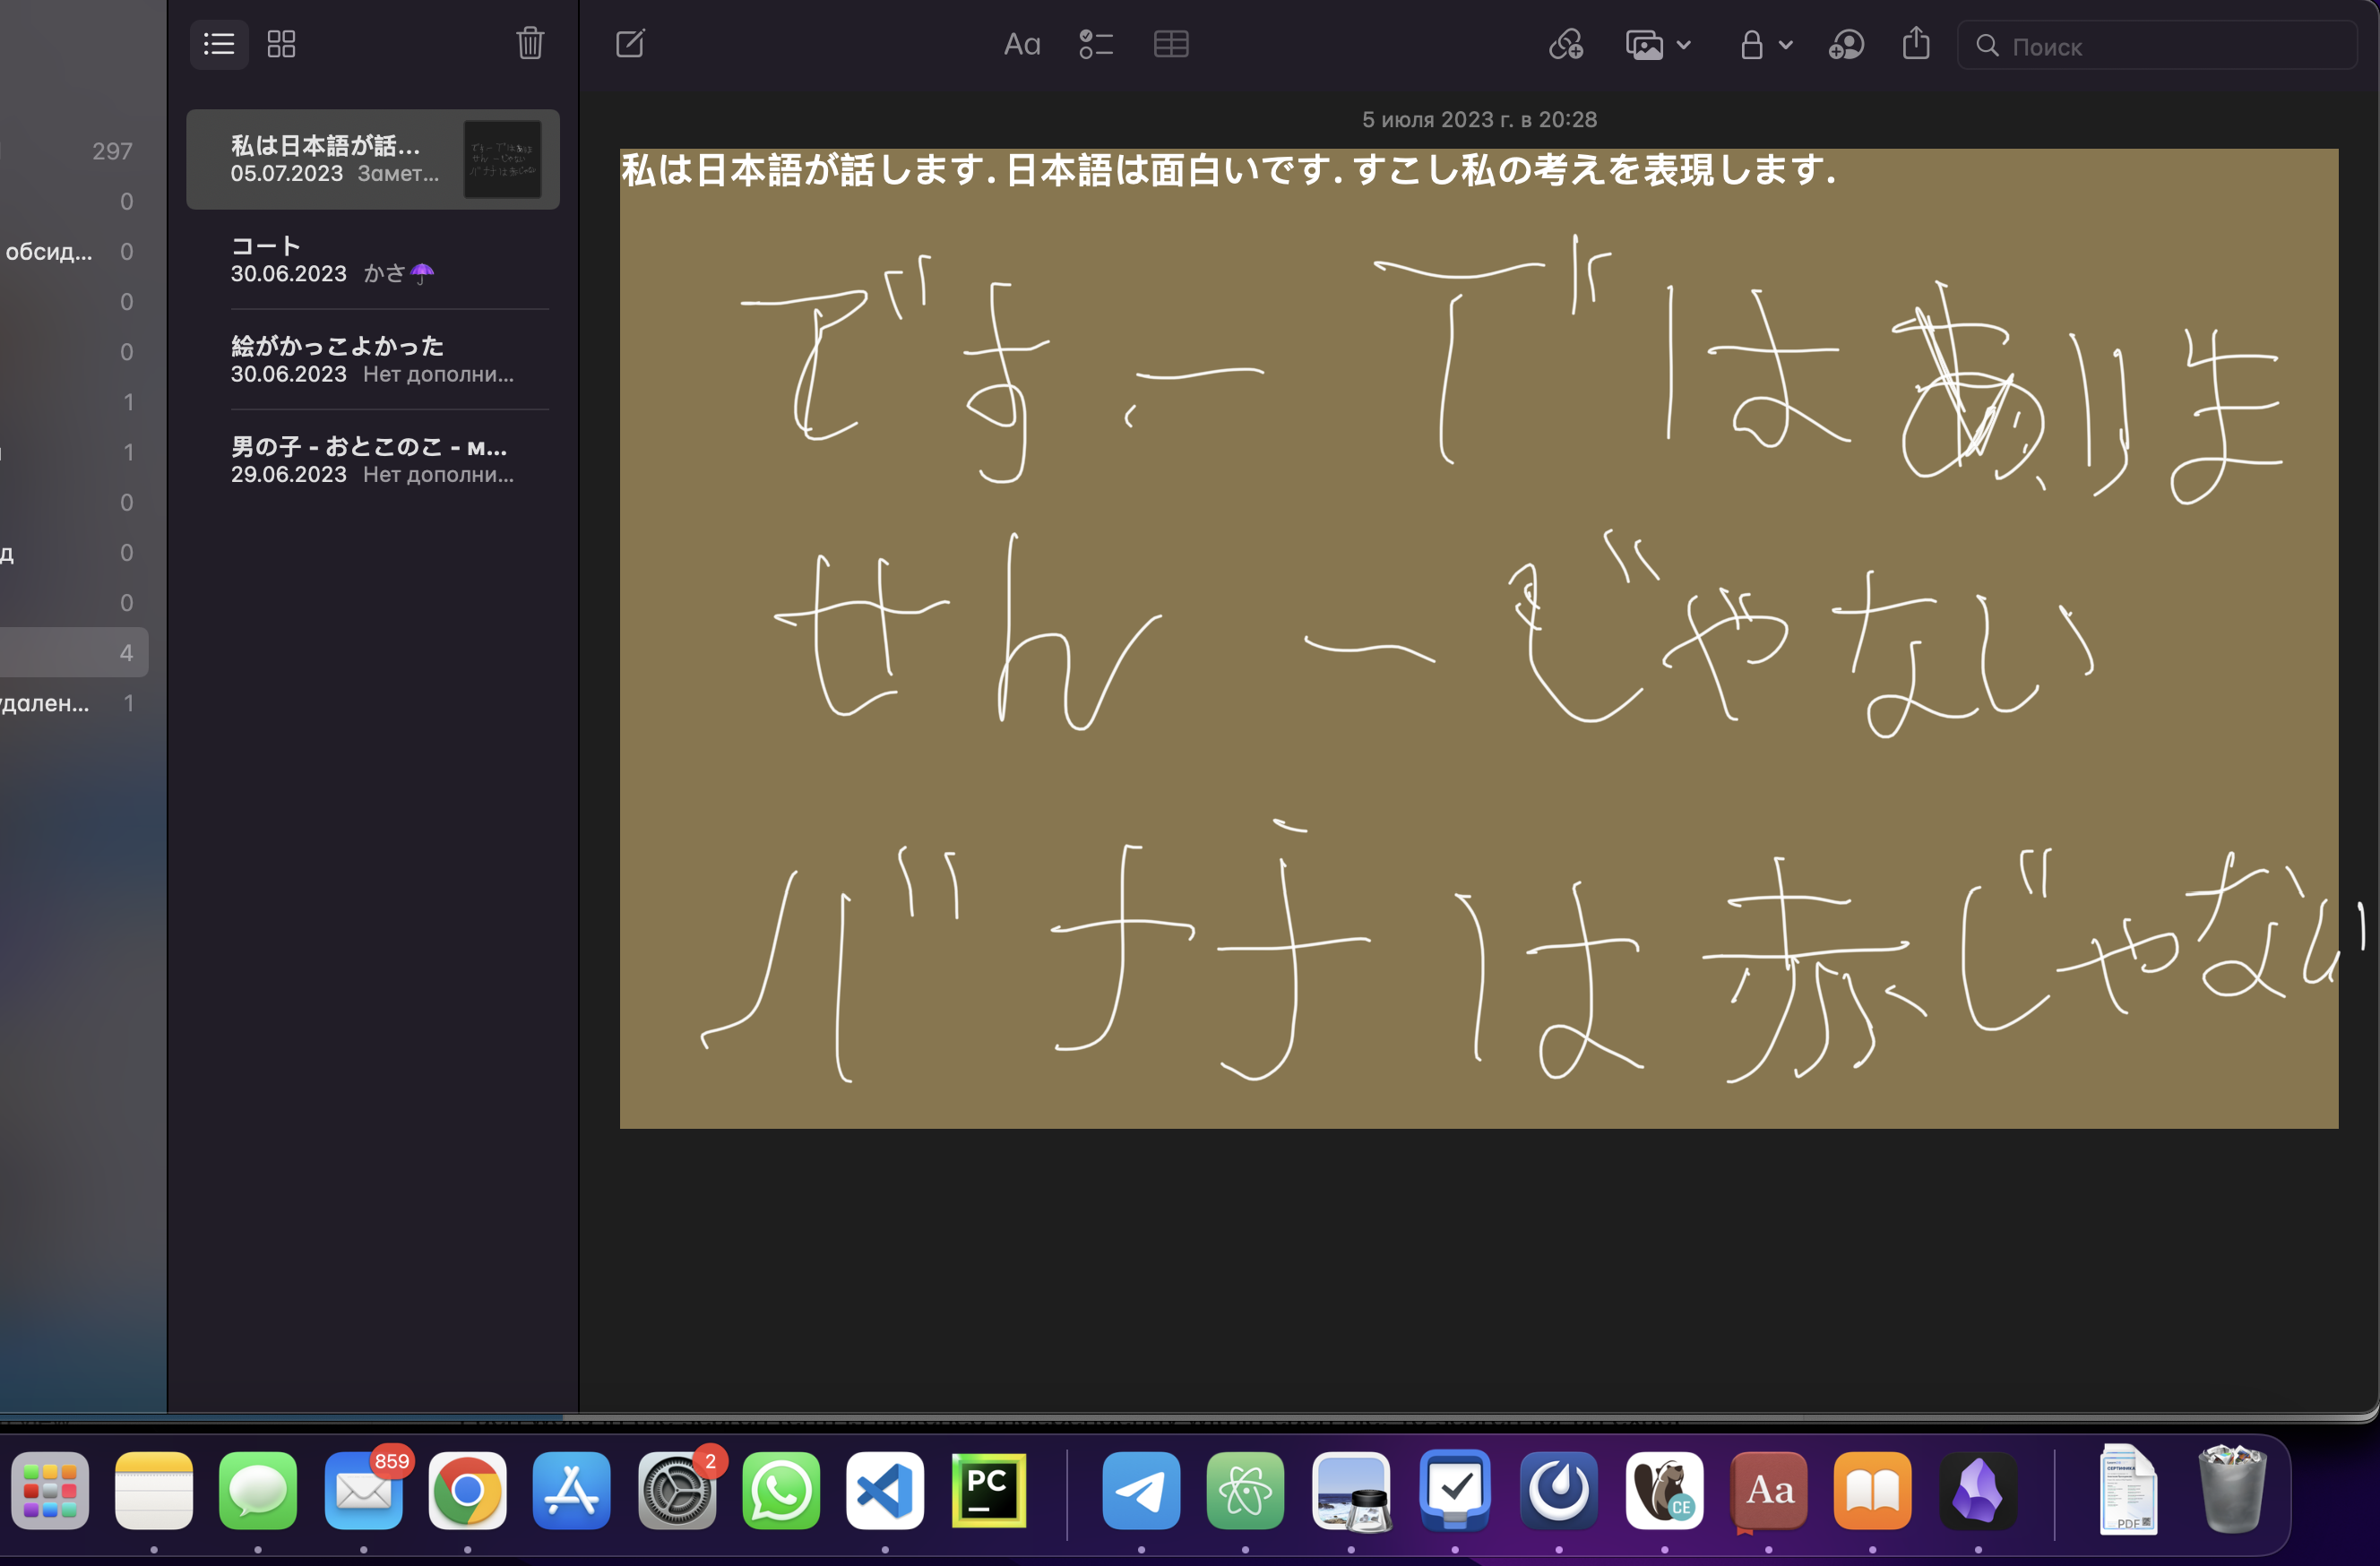 Поиск
5 июля 2023 г. в 20:28
297
0
обсид... 0
0
0
1
1
0
д 0
0
4
удален... 1
私は日本語が話...
05.07.2023 Замет...
コート
30.06.2023 かさ☂️
絵がかっこよかった
30.06.2023 Нет дополни...
男の子 - おとこのこ - м...
29.06.2023 Нет дополни...
私は日本語が話します. 日本語は面白いです. すこし私の考えを表現します.
です - ではありま
せん - じゃない
バナナは赤じゃない
859
2
PC
CE
Aa
PDF